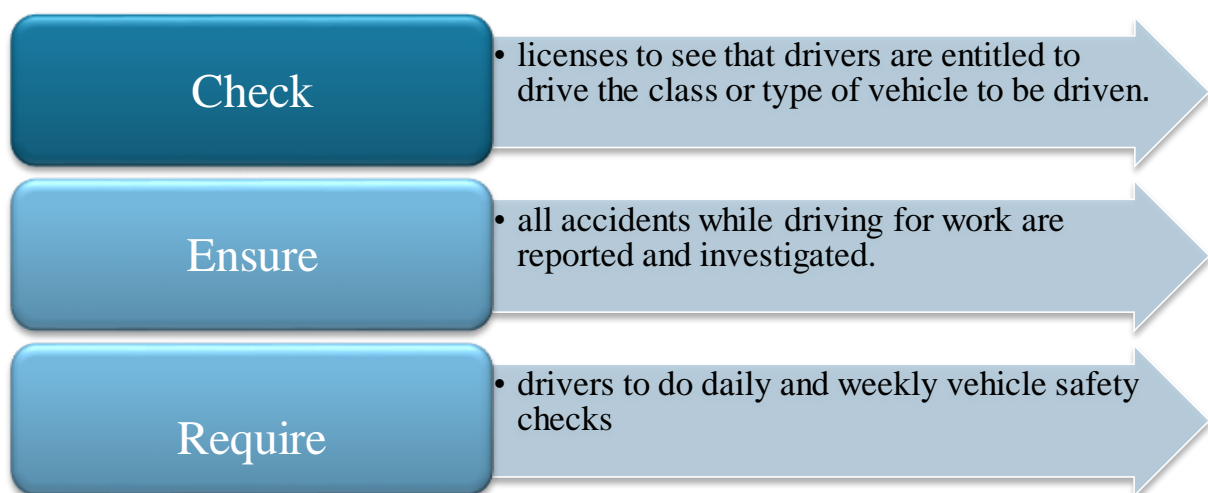 Check
• licenses to see that drivers are entitled to
drive the class or type of vehicle to be driven.
Ensure
• all accidents while driving for work are
reported and investigated.
Require
• drivers to do daily and weekly vehicle safety
checks